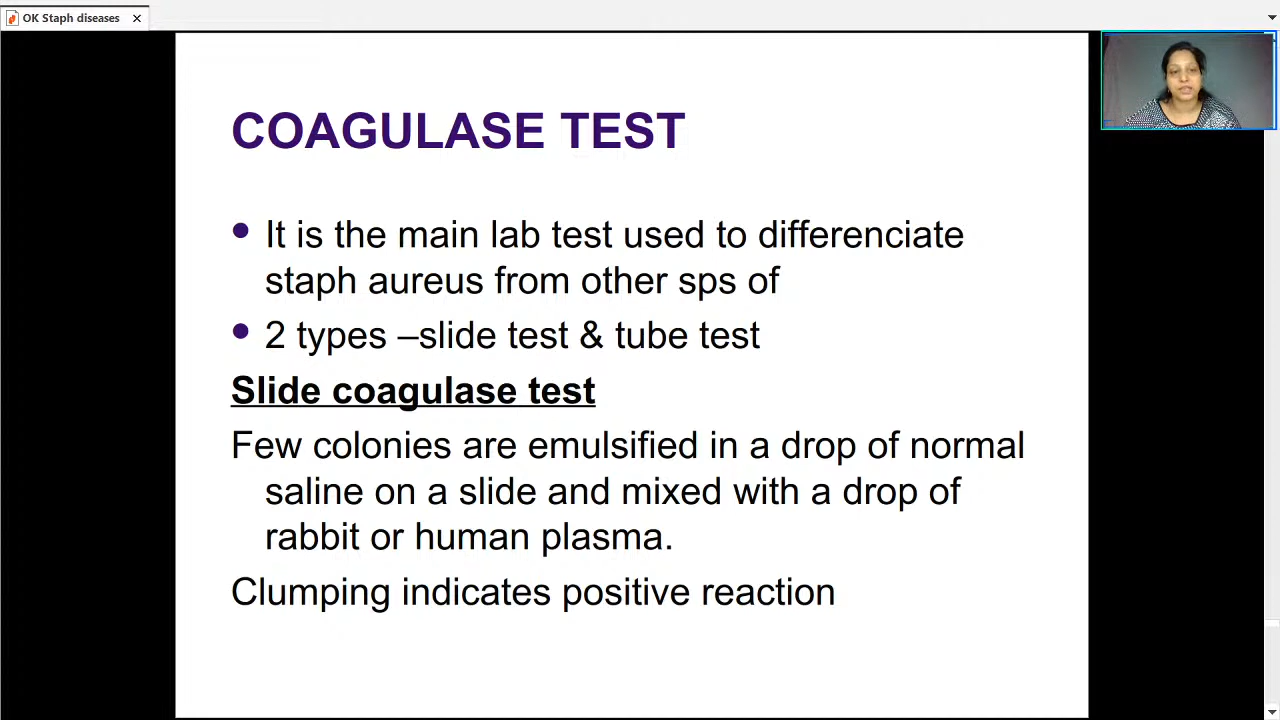 OK Staph diseases
COAGULASE TEST
• It is the main lab test used to differenciate
staph aureus from other sps of
• 2 types –slide test & tube test
Slide coagulase test
Few colonies are emulsified in a drop of normal
saline on a slide and mixed with a drop of
rabbit or human plasma.
Clumping indicates positive reaction